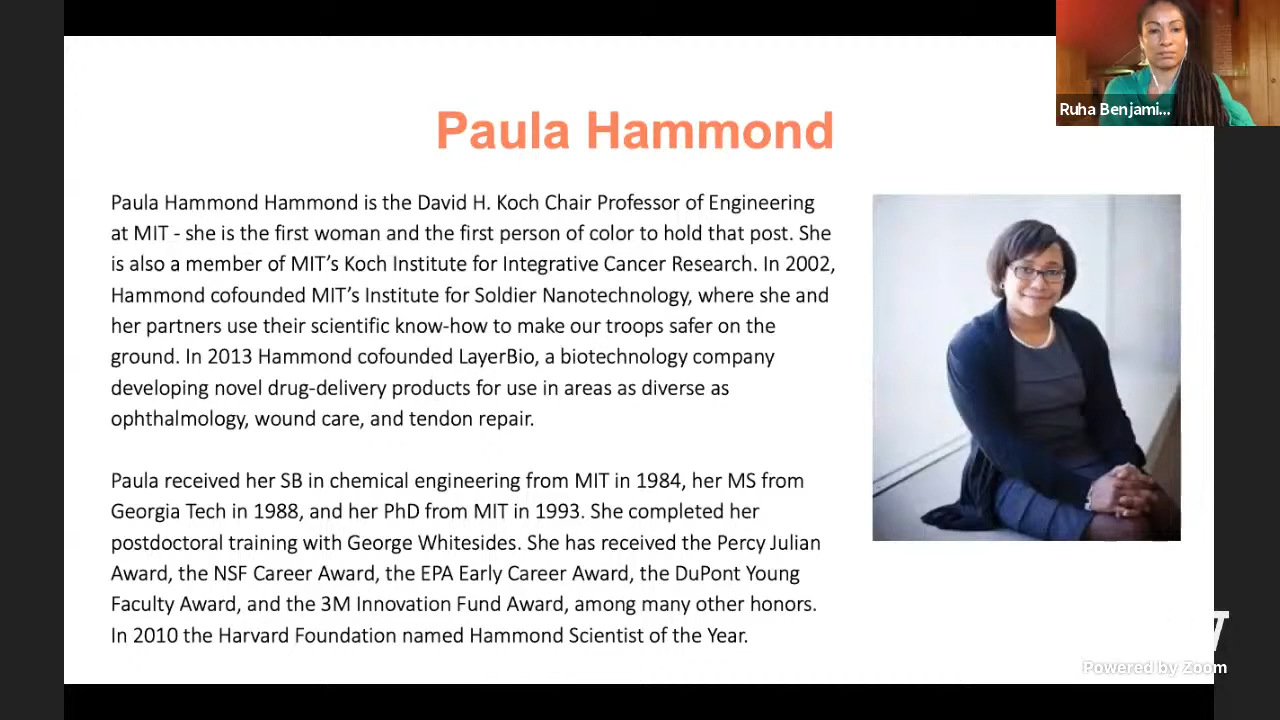 Ruha Benjami...
Paula Hammond
Paula Hammond Hammond is the David H. Koch Chair Professor of Engineering
at MIT - she is the first woman and the first person of color to hold that post. She
is also a member of MIT’s Koch Institute for Integrative Cancer Research. In 2002,
Hammond cofounded MIT’s Institute for Soldier Nanotechnology, where she and
her partners use their scientific know-how to make our troops safer on the
ground. In 2013 Hammond cofounded LayerBio, a biotechnology company
developing novel drug-delivery products for use in areas as diverse as
ophthalmology, wound care, and tendon repair.
Paula received her SB in chemical engineering from MIT in 1984, her MS from
Georgia Tech in 1988, and her PhD from MIT in 1993. She completed her
postdoctoral training with George Whitesides. She has received the Percy Julian
Award, the NSF Career Award, the EPA Early Career Award, the DuPont Young
Faculty Award, and the 3M Innovation Fund Award, among many other honors.
In 2010 the Harvard Foundation named Hammond Scientist of the Year.
Powered by Zoom